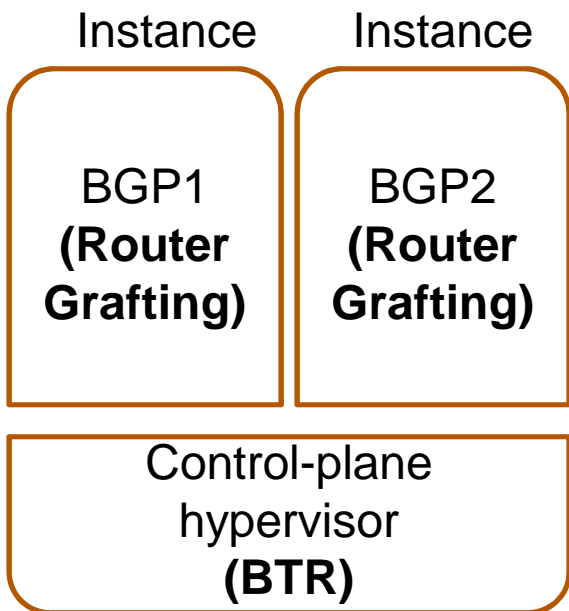 Instance Instance
BGP1
(Router
Grafting)
BGP2
(Router
Grafting)
Control-plane
hypervisor
(BTR)